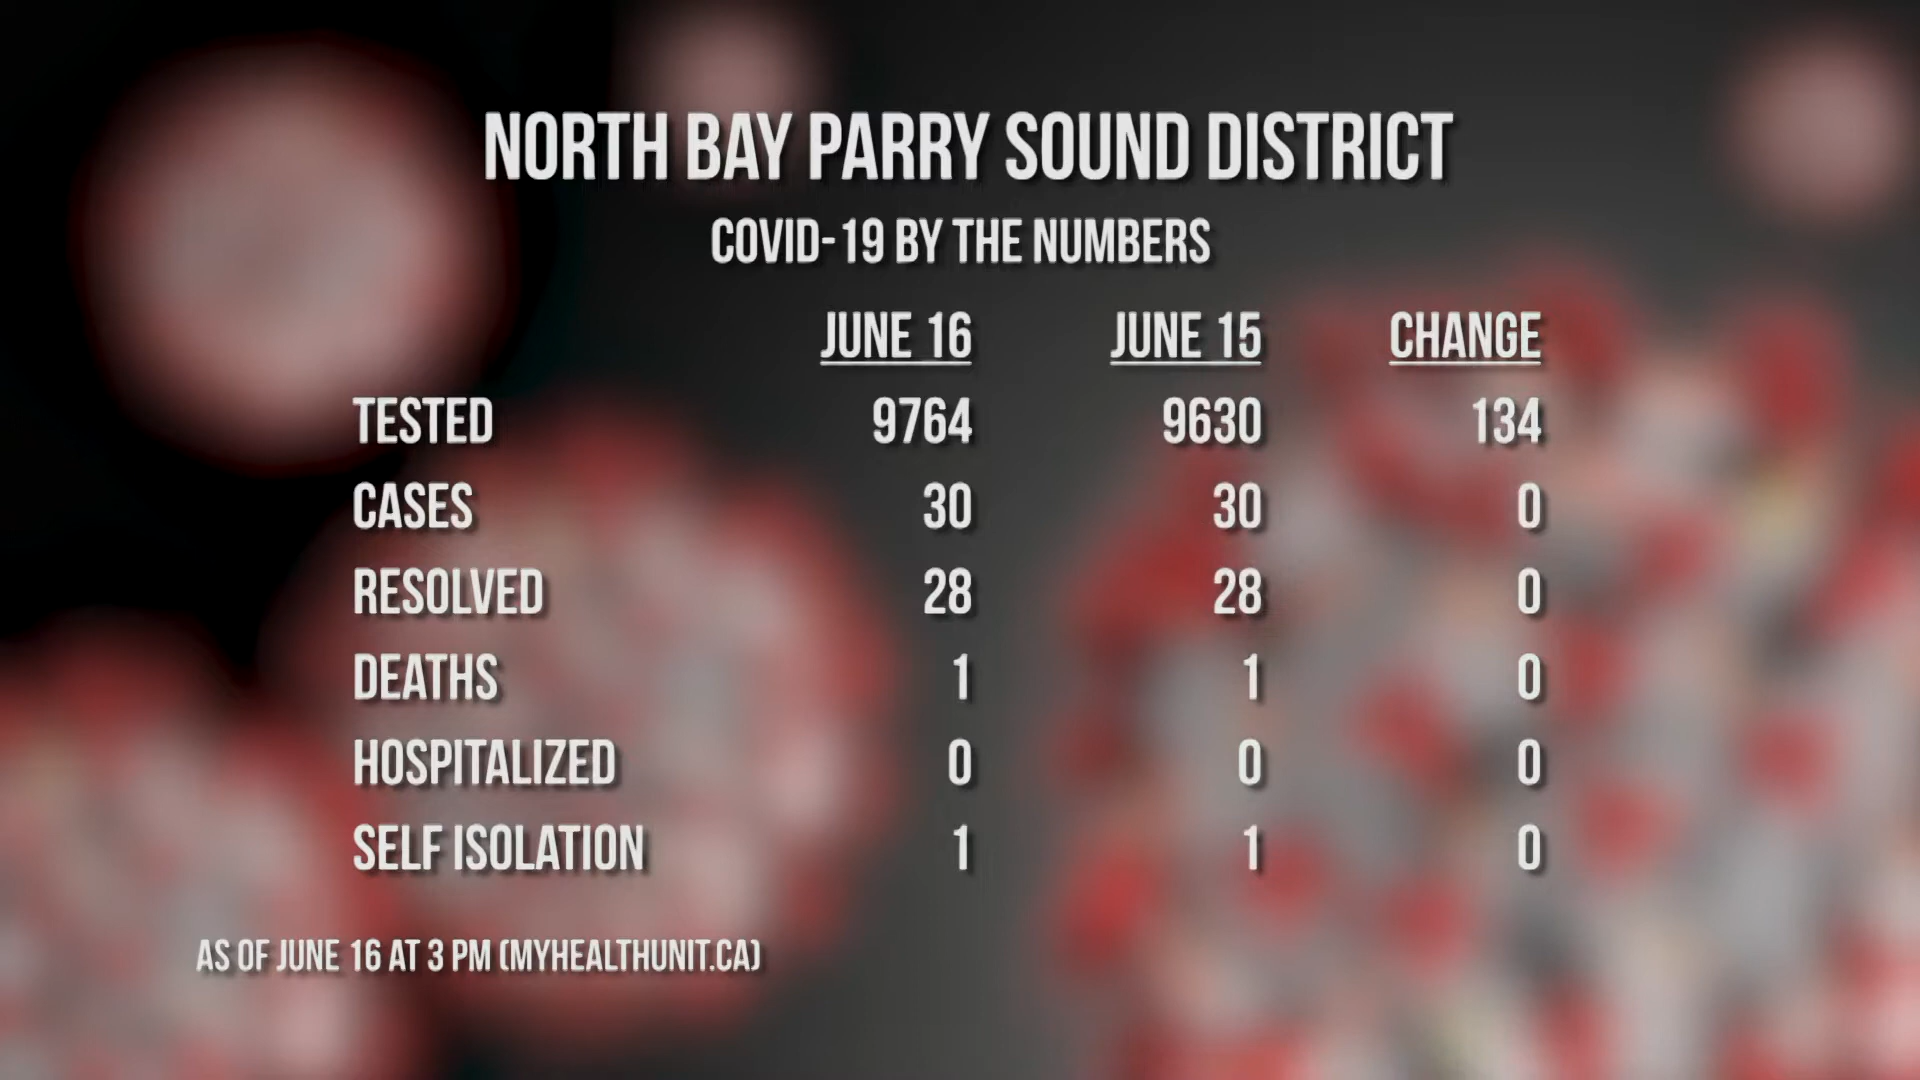 NORTH BAY PARRY SOUND DISTRICT
COVID-19 BY THE NUMBERS
JUNE 16 JUNE 15 CHANGE
TESTED 9764 9630 134
CASES 30 30 0
RESOLVED 28 28 0
DEATHS 1 1 0
HOSPITALIZED 0 0 0
SELF ISOLATION 1 1 0
AS OF JUNE 16 AT 3 PM (MYHEALTHUNIT.CA)